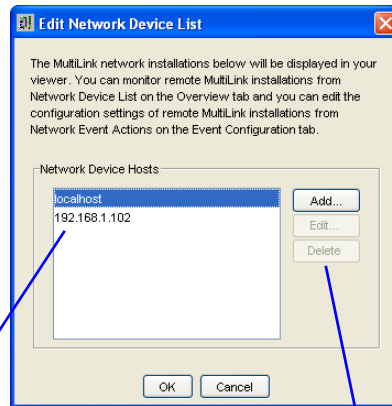 Edit Network Device List
The MultiLink network installations below will be displayed in your
viewer. You can monitor remote MultiLink installations from
Network Device List on the Overview tab and you can edit the
configuration settings of remote MultiLink installations from
Network Event Actions on the Event Configuration tab.
Network Device Hosts
localhost
192.168.1.102
Add...
Edit...
Delete
OK
Cancel